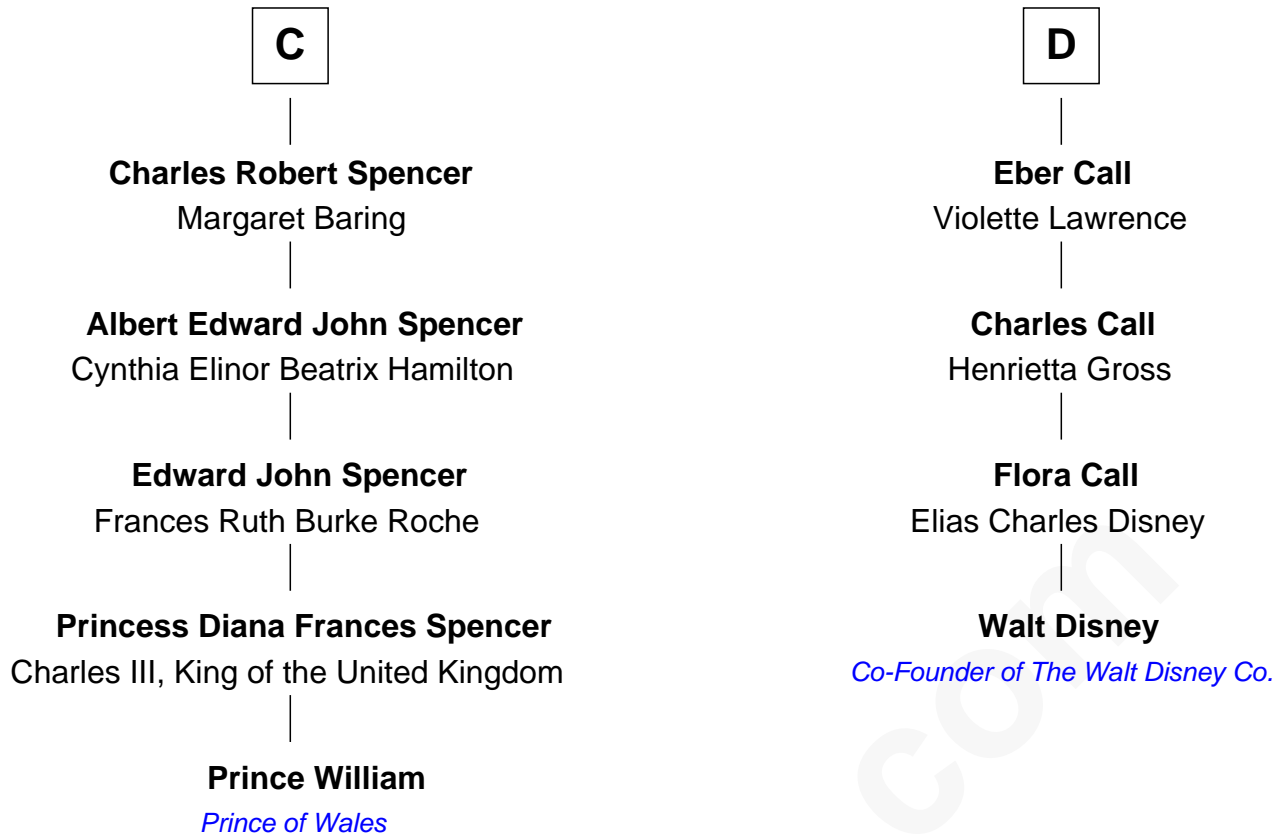 C
Charles Robert Spencer
Margaret Baring
Albert Edward John Spencer
Cynthia Elinor Beatrix Hamilton
Edward John Spencer
Frances Ruth Burke Roche
Princess Diana Frances Spencer
Charles III, King of the United Kingdom
Prince William
Prince of Wales
D
Eber Call
Violette Lawrence
Charles Call
Henrietta Gross
Flora Call
Elias Charles Disney
Walt Disney
Co-Founder of The Walt Disney Co.
com